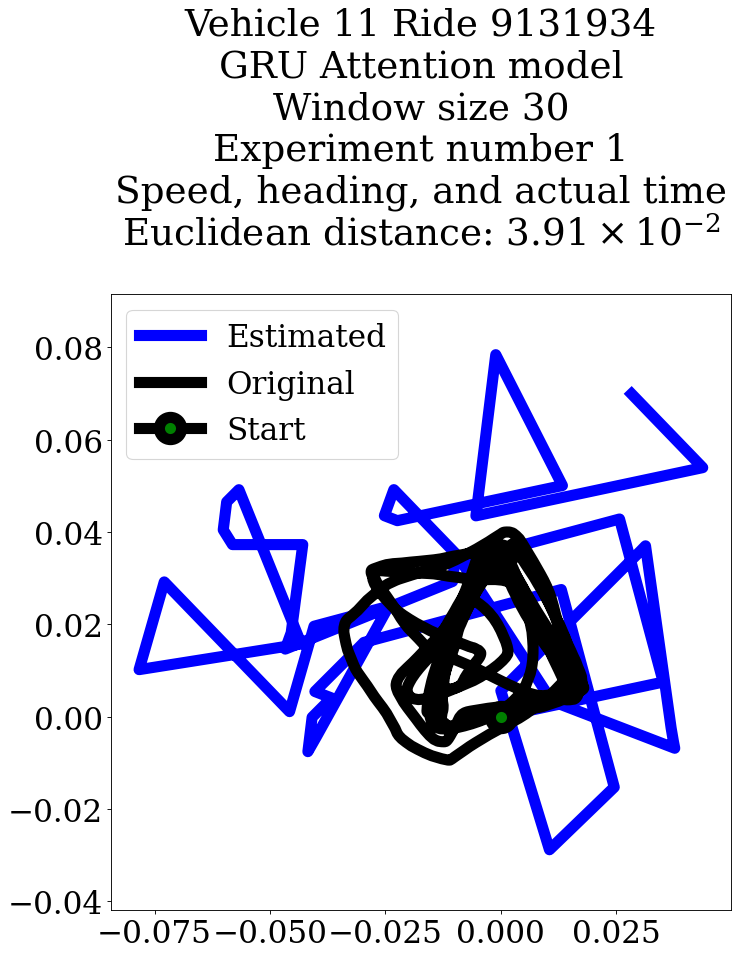 Vehicle 11 Ride 9131934
GRU Attention model
Window size 30
Experiment number 1
Speed, heading, and actual time
Euclidean distance: 3.91 × 10⁻²
Estimated
Original
Start
0.08
0.06
0.04
0.02
0.00
−0.02
−0.04
−0.075 −0.050 −0.025 0.000 0.025